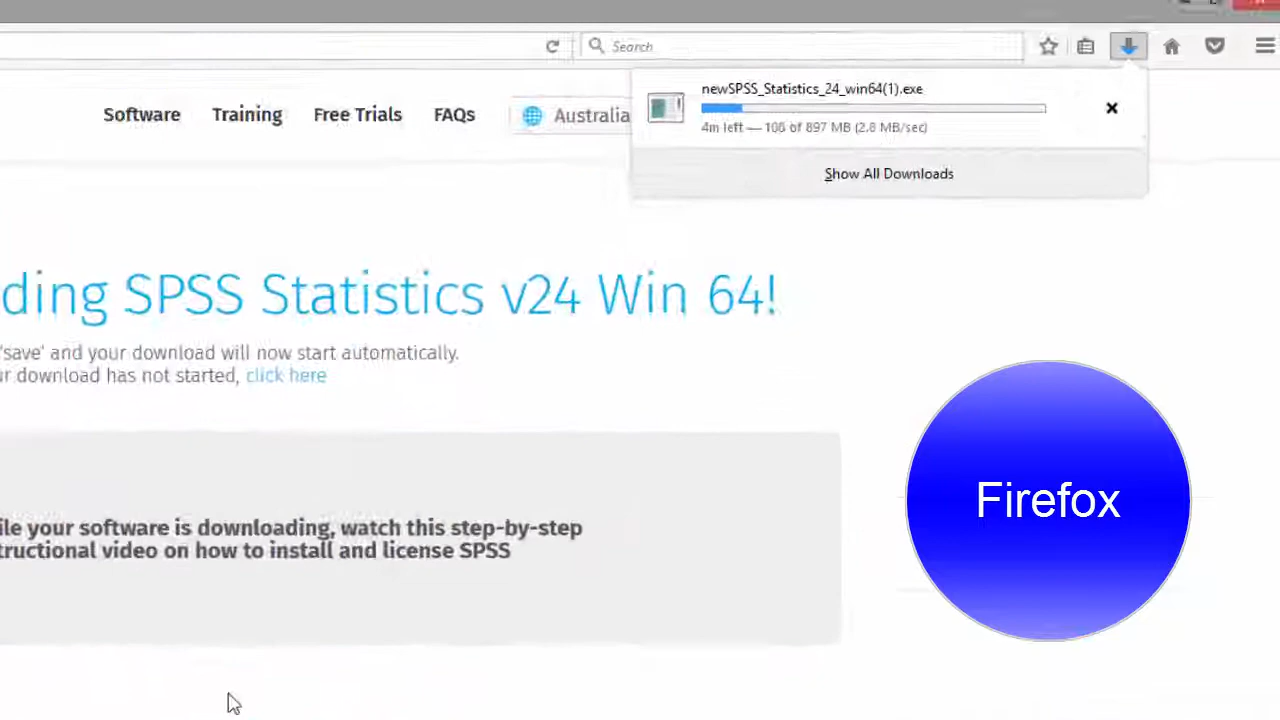 Search
newSPSS_Statistics_24_win64(1).exe
4m left — 106 of 897 MB (2.8 MB/sec)
Show All Downloads
Software Training Free Trials FAQs Australia
ding SPSS Statistics v24 Win 64!
'save' and your download will now start automatically.
ur download has not started, click here
Firefox
ile your software is downloading, watch this step-by-step
tructional video on how to install and license SPSS